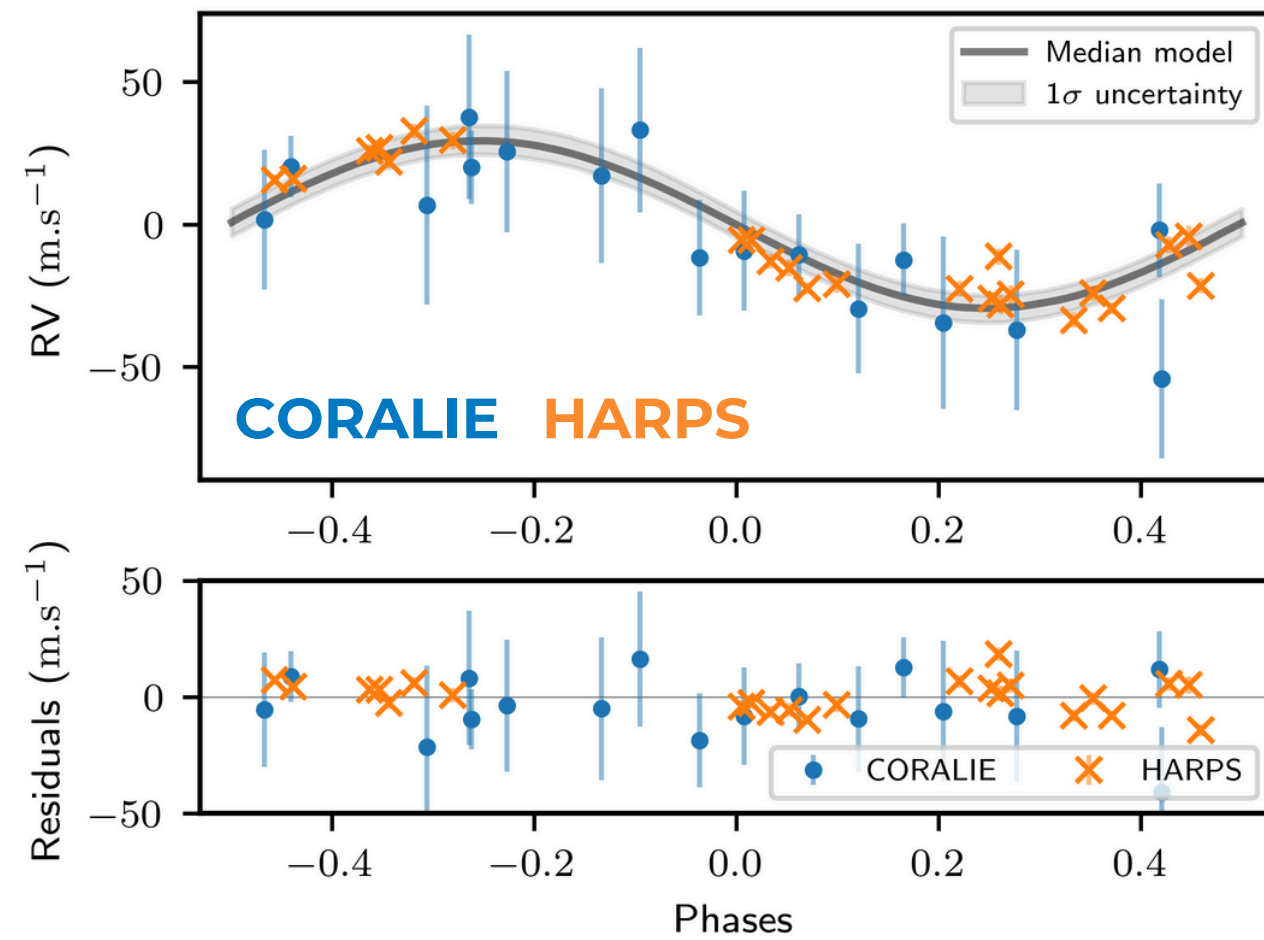 RV (m.s⁻¹)
50
0
−50
Median model
1σ uncertainty
CORALIE HARPS
−0.4 −0.2 0.0 0.2 0.4
Residuals (m.s⁻¹)
50
0
−50
CORALIE HARPS
−0.4 −0.2 0.0 0.2 0.4
Phases